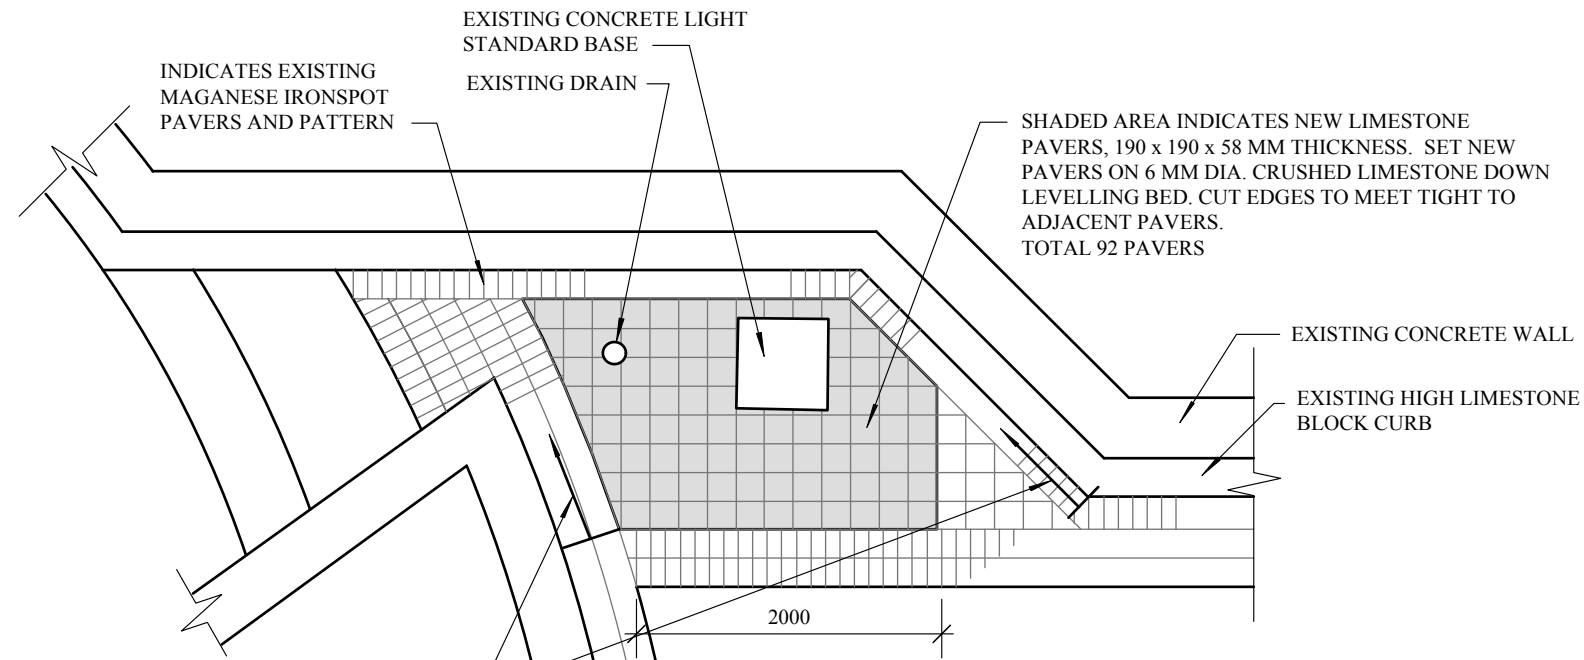 EXISTING CONCRETE LIGHT
STANDARD BASE
EXISTING DRAIN
INDICATES EXISTING
MAGANESE IRONSPOT
PAVERS AND PATTERN
SHADED AREA INDICATES NEW LIMESTONE
PAVERS, 190 x 190 x 58 MM THICKNESS. SET NEW
PAVERS ON 6 MM DIA. CRUSHED LIMESTONE DOWN
LEVELLING BED. CUT EDGES TO MEET TIGHT TO
ADJACENT PAVERS.
TOTAL 92 PAVERS
EXISTING CONCRETE WALL
EXISTING HIGH LIMESTONE
BLOCK CURB
2000